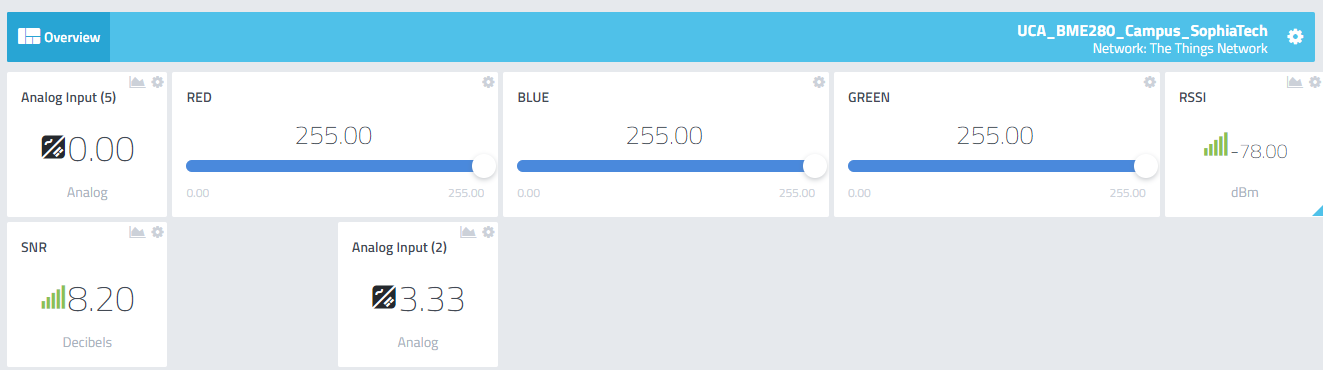 Overview
UCA_BME280_Campus_SophiaTech
Network: The Things Network
Analog Input (5)
0.00
Analog
RED
255.00
0.00 255.00
BLUE
255.00
0.00 255.00
GREEN
255.00
0.00 255.00
RSSI
-78.00
dBm
SNR
8.20
Decibels
Analog Input (2)
3.33
Analog